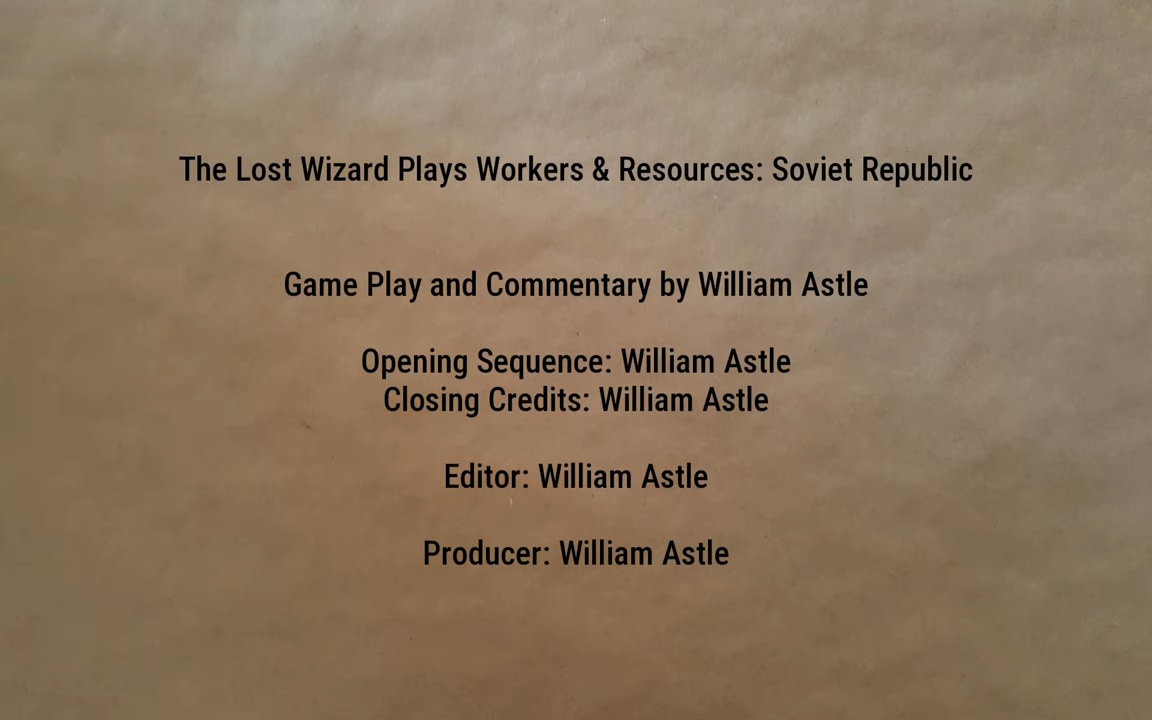 The Lost Wizard Plays Workers & Resources: Soviet Republic
Game Play and Commentary by William Astle
Opening Sequence: William Astle
Closing Credits: William Astle
Editor: William Astle
Producer: William Astle